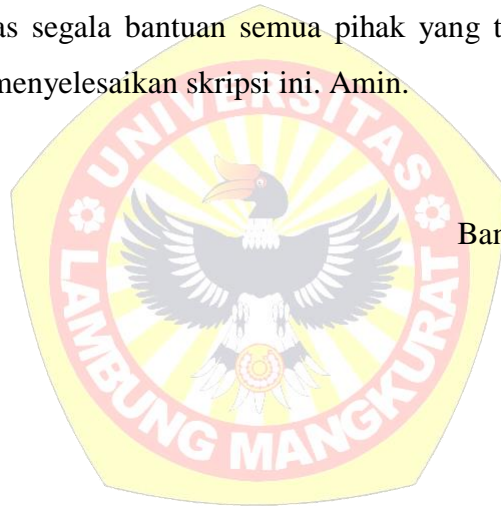 as segala bantuan semua pihak yang t
menyelesaikan skripsi ini. Amin.
Ban
UNIVERSITAS
LAMBUNG MANGKURAT